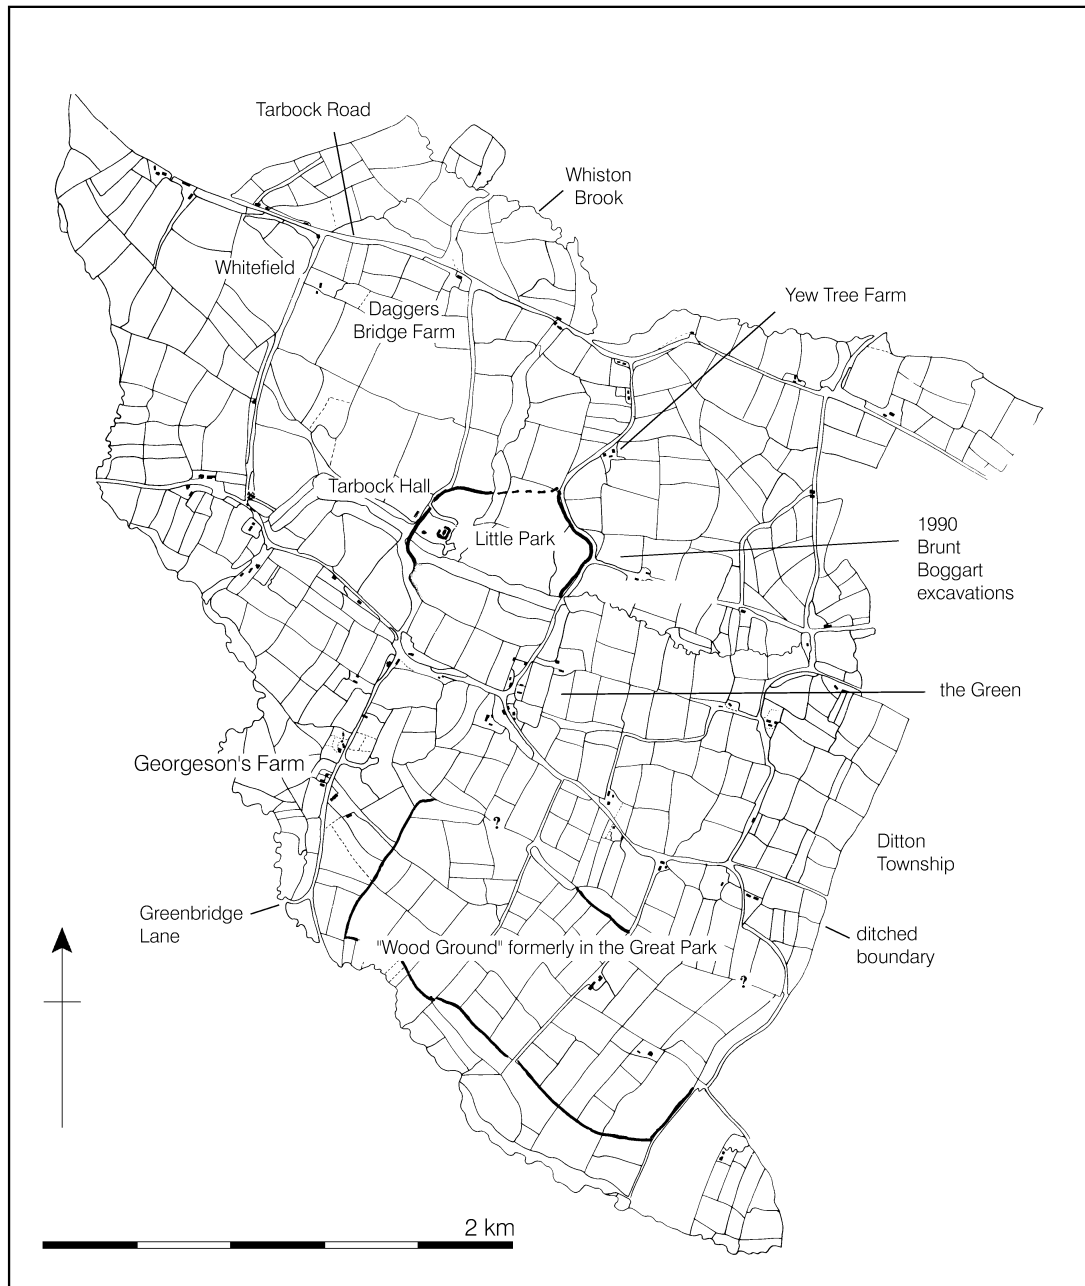 Tarbock Road
Whiston
Brook
Whitefield
Yew Tree Farm
Daggers
Bridge Farm
Tarbock Hall
Little Park
1990
Brunt
Boggart
excavations
the Green
Georgeson's Farm
?
Ditton
Township
Greenbridge
Lane
ditched
boundary
"Wood Ground" formerly in the Great Park
?
2 km